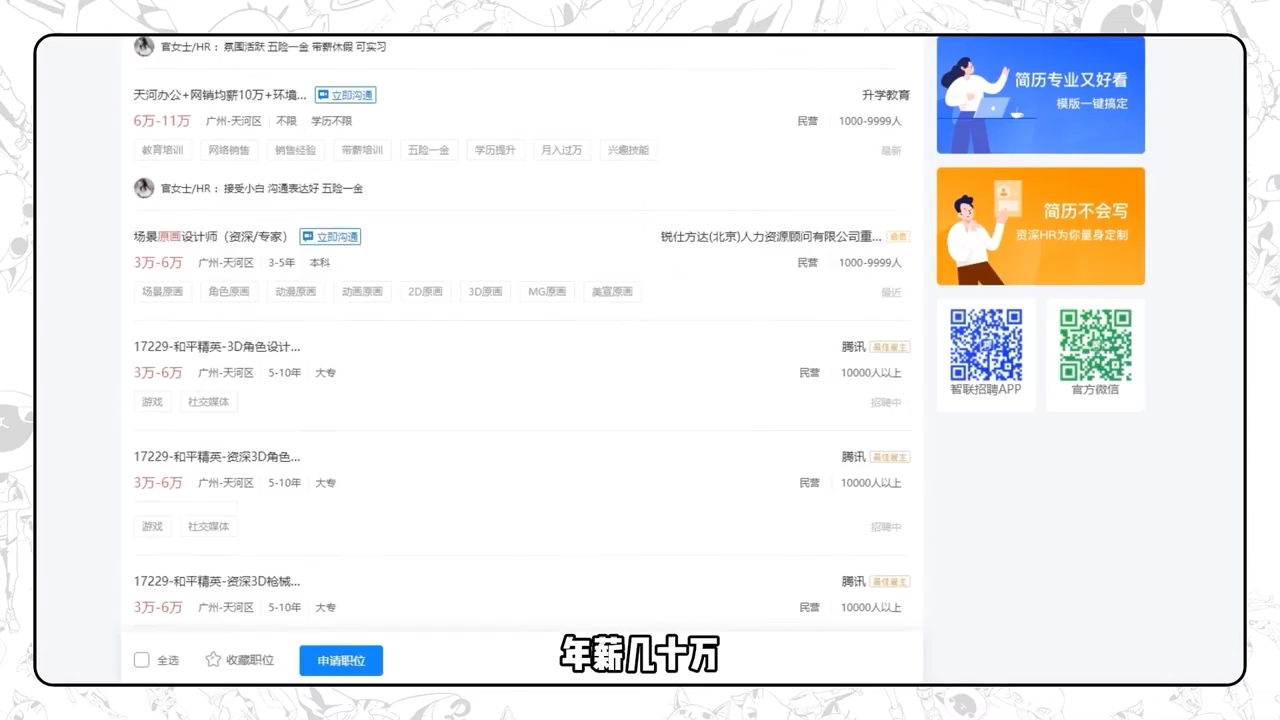 官女士/HR： 氛围活跃 五险一金 带薪休假 可实习
天河办公+网销均薪10万+环境... 立即沟通 升学教育
6万-11万 广州-天河区 不限 学历不限 民营 1000-9999人
教育培训 网络销售 销售经验 带薪培训 五险一金 学历提升 月入过万 兴趣技能 最新
官女士/HR： 接受小白 沟通表达好 五险一金
场景原画设计师（资深/专家） 立即沟通 锐仕方达(北京)人力资源顾问有限公司重...
3万-6万 广州-天河区 3-5年 本科 民营 1000-9999人
场景原画 角色原画 动漫原画 动画原画 2D原画 3D原画 MG原画 美宣原画 最近
17229-和平精英-3D角色设计... 腾讯 最佳雇主
3万-6万 广州-天河区 5-10年 大专 民营 10000人以上
游戏 社交媒体 招聘中
17229-和平精英-资深3D角色... 腾讯 最佳雇主
3万-6万 广州-天河区 5-10年 大专 民营 10000人以上
游戏 社交媒体 招聘中
17229-和平精英-资深3D枪械... 腾讯 最佳雇主
3万-6万 广州-天河区 5-10年 大专 民营 10000人以上
全选 收藏职位 申请职位
年薪几十万
简历专业又好看
模版一键搞定
简历不会写
资深HR为你量身定制
智联招聘APP 官方微信